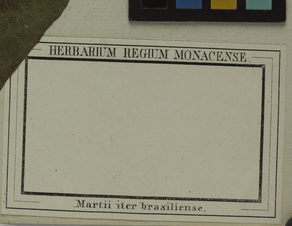 HERBARIUM REGIUM MONACENSE.
Martii iter brasiliense.